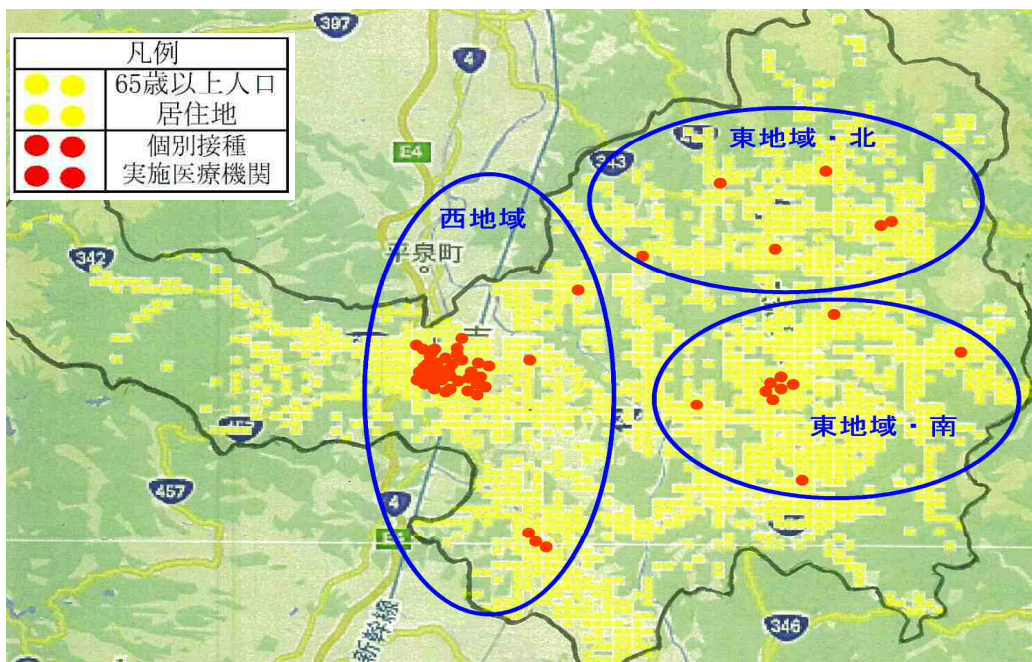 凡例
65歳以上人口
居住地
個別接種
実施医療機関
397
4
E4
343
東地域・北
西地域
平泉町
342
東地域・南
457
4
346
新幹線